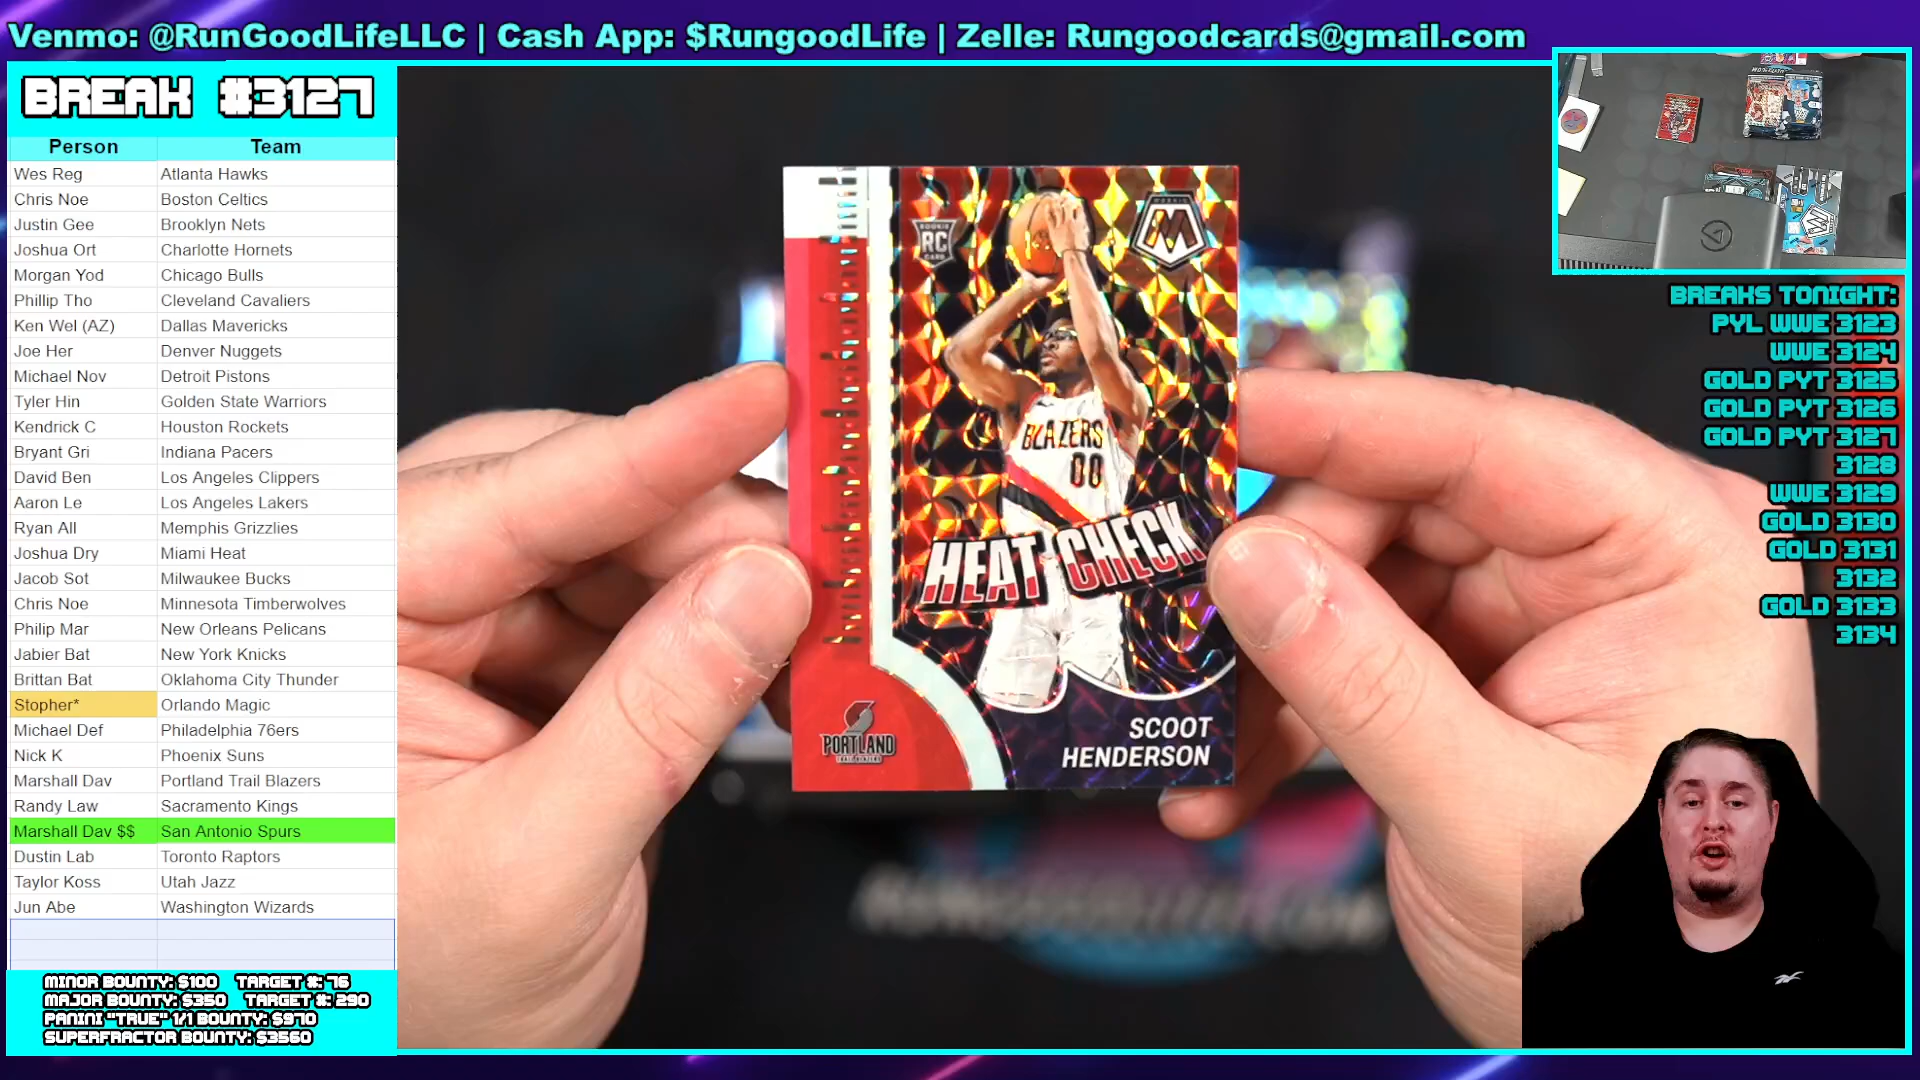 Venmo: @RunGoodLifeLLC | Cash App: $RungoodLife | Zelle: Rungoodcards@gmail.com
BREAK #3127
Person Team
Wes Reg Atlanta Hawks
Chris Noe Boston Celtics
Justin Gee Brooklyn Nets
Joshua Ort Charlotte Hornets
Morgan Yod Chicago Bulls
Phillip Tho Cleveland Cavaliers
Ken Wel (AZ) Dallas Mavericks
Joe Her Denver Nuggets
Michael Nov Detroit Pistons
Tyler Hin Golden State Warriors
Kendrick C Houston Rockets
Bryant Gri Indiana Pacers
David Ben Los Angeles Clippers
Aaron Le Los Angeles Lakers
Ryan All Memphis Grizzlies
Joshua Dry Miami Heat
Jacob Sot Milwaukee Bucks
Chris Noe Minnesota Timberwolves
Philip Mar New Orleans Pelicans
Jabier Bat New York Knicks
Brittan Bat Oklahoma City Thunder
Stopher* Orlando Magic
Michael Def Philadelphia 76ers
Nick K Phoenix Suns
Marshall Dav Portland Trail Blazers
Randy Law Sacramento Kings
Marshall Dav $$ San Antonio Spurs
Dustin Lab Toronto Raptors
Taylor Koss Utah Jazz
Jun Abe Washington Wizards
MINOR BOUNTY: $100 TARGET #: 76
MAJOR BOUNTY: $350 TARGET #: 290
PANINI "TRUE" 1/1 BOUNTY: $970
SUPERFRACTOR BOUNTY: $3560
ROOKIE
RC
CARD
MOSAIC
M
BLAZERS
00
HEAT CHECK
SCOOT
HENDERSON
PORTLAND
TRAIL BLAZERS
BREAKS TONIGHT:
PYL WWE 3123
WWE 3124
GOLD PYT 3125
GOLD PYT 3126
GOLD PYT 3127
3128
WWE 3129
GOLD 3130
GOLD 3131
3132
GOLD 3133
3134